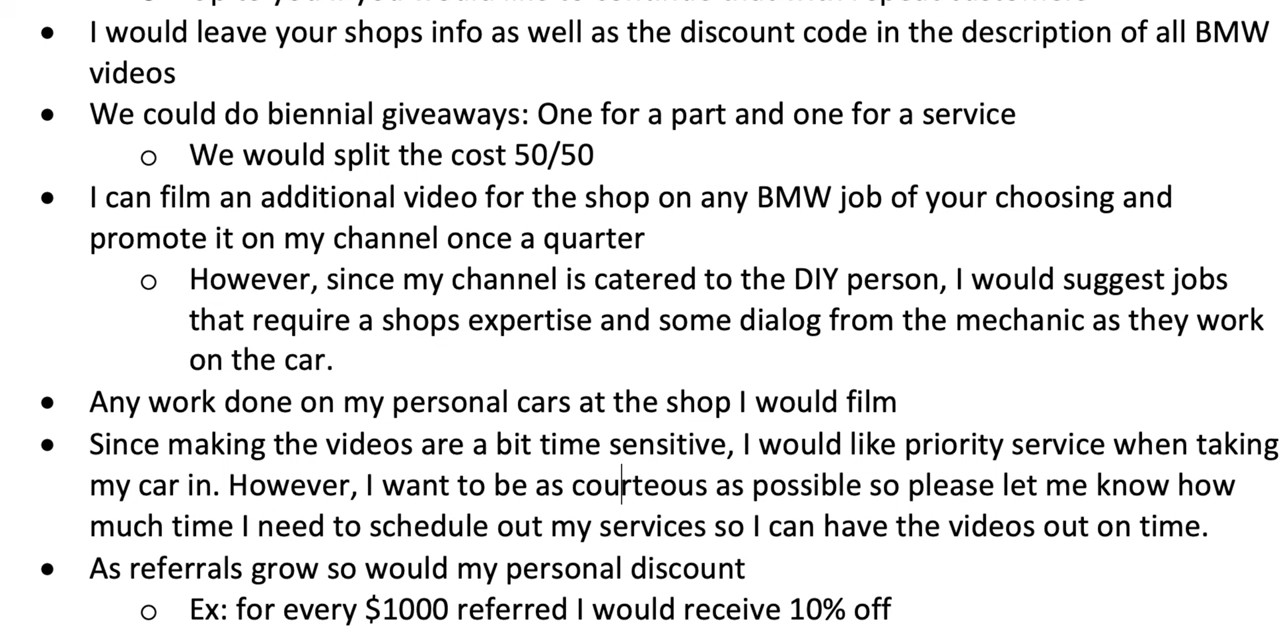 • I would leave your shops info as well as the discount code in the description of all BMW
videos
• We could do biennial giveaways: One for a part and one for a service
o We would split the cost 50/50
• I can film an additional video for the shop on any BMW job of your choosing and
promote it on my channel once a quarter
o However, since my channel is catered to the DIY person, I would suggest jobs
that require a shops expertise and some dialog from the mechanic as they work
on the car.
• Any work done on my personal cars at the shop I would film
• Since making the videos are a bit time sensitive, I would like priority service when taking
my car in. However, I want to be as courteous as possible so please let me know how
much time I need to schedule out my services so I can have the videos out on time.
• As referrals grow so would my personal discount
o Ex: for every $1000 referred I would receive 10% off